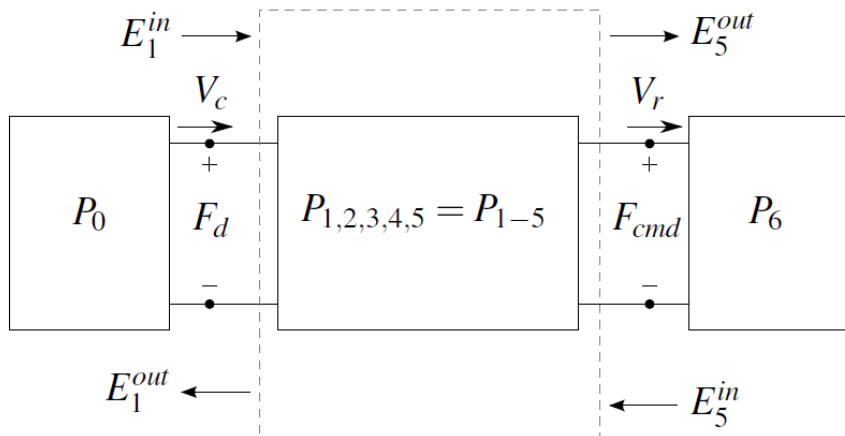 E_1^{in} E_5^{out}
V_c V_r
+ +
P_0 F_d P_{1,2,3,4,5} = P_{1-5} F_{cmd} P_6
− −
E_1^{out} E_5^{in}